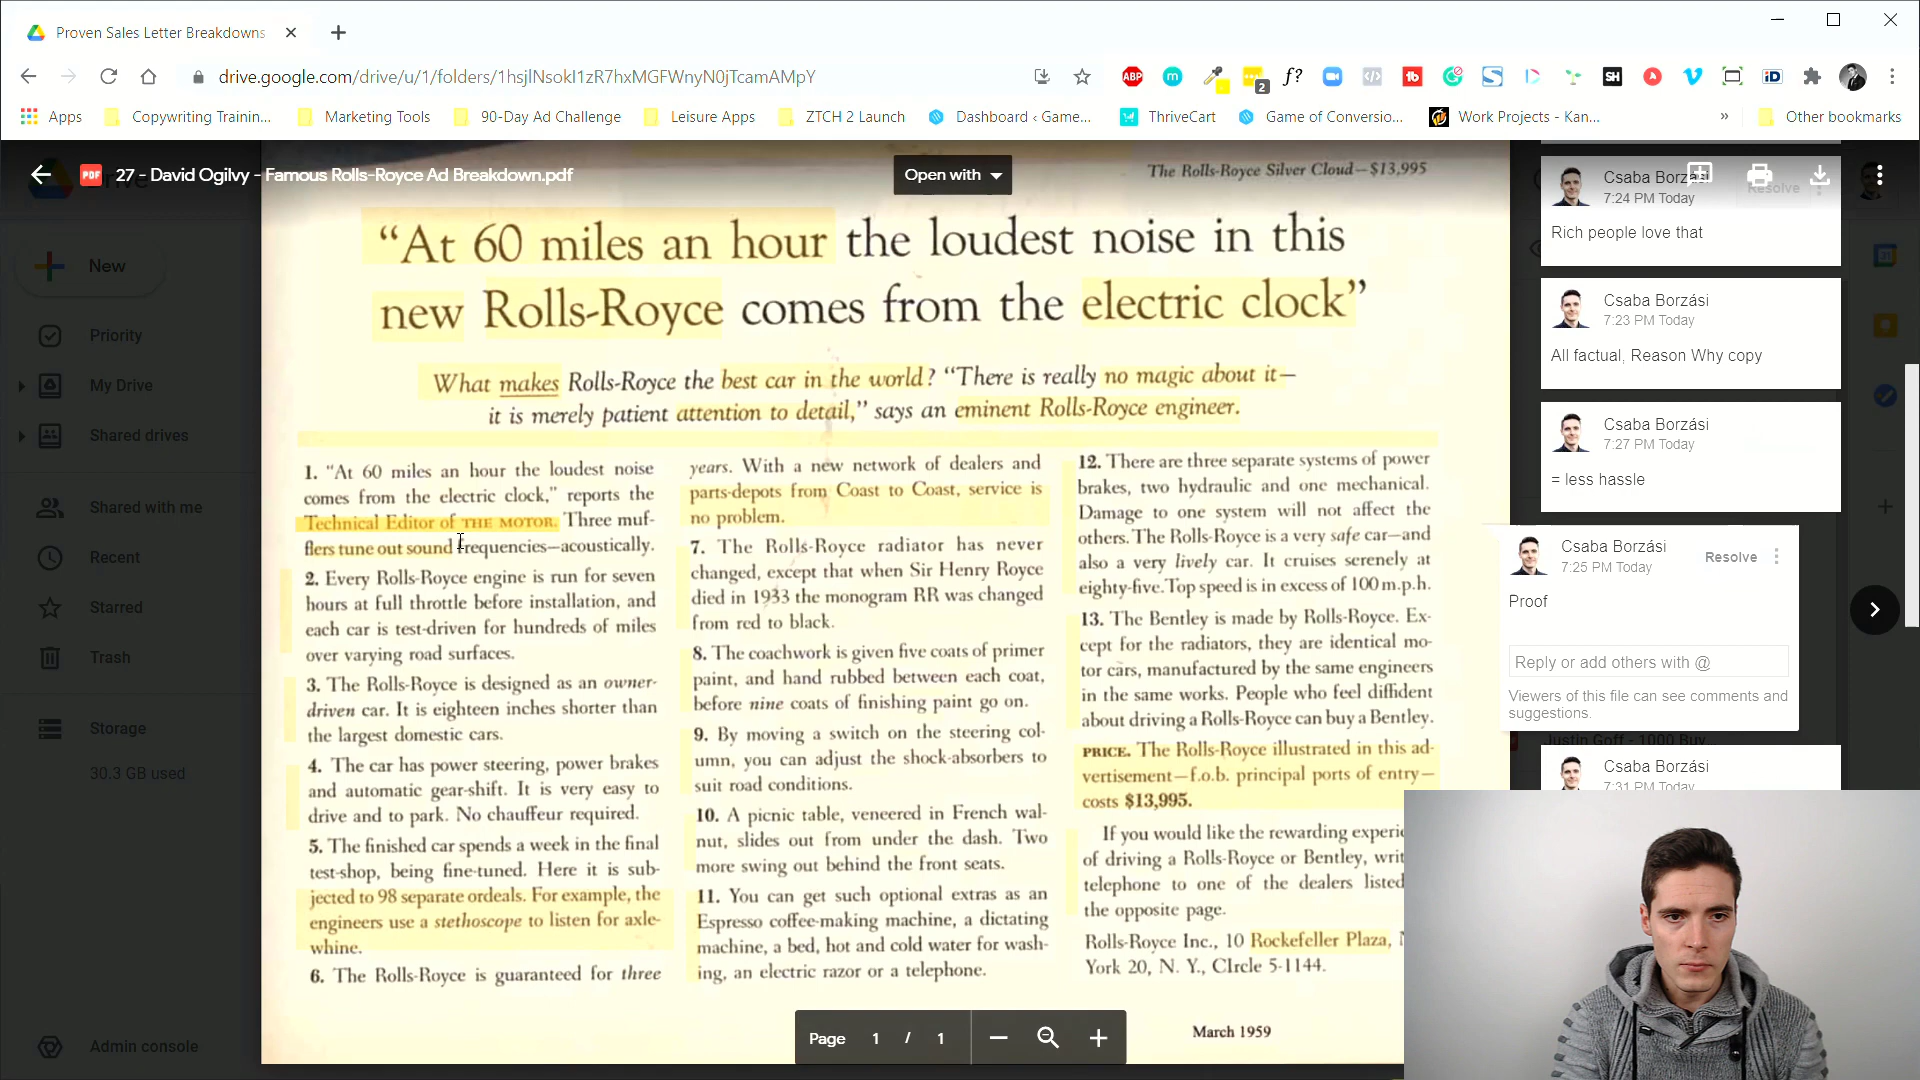 Proven Sales Letter Breakdowns
drive.google.com/drive/u/1/folders/1hsjlNsokI1zR7hxMGFWnyN0jTcamAMpY
ABP
m
2
f?
SH
iD
Apps
Copywriting Trainin...
Marketing Tools
90-Day Ad Challenge
Leisure Apps
ZTCH 2 Launch
Dashboard ‹ Game...
ThriveCart
Game of Conversio...
Work Projects - Kan...
»
Other bookmarks
PDF
27 - David Ogilvy - Famous Rolls-Royce Ad Breakdown.pdf
Open with
New
Priority
My Drive
Shared drives
Shared with me
Recent
Starred
Trash
Storage
30.3 GB used
Admin console
The Rolls-Royce Silver Cloud—$13,995
“At 60 miles an hour the loudest noise in this
new Rolls-Royce comes from the electric clock”
What makes Rolls-Royce the best car in the world? “There is really no magic about it—
it is merely patient attention to detail,” says an eminent Rolls-Royce engineer.
1. “At 60 miles an hour the loudest noise
comes from the electric clock,” reports the
Technical Editor of THE MOTOR. Three muf-
flers tune out sound frequencies—acoustically.
2. Every Rolls-Royce engine is run for seven
hours at full throttle before installation, and
each car is test-driven for hundreds of miles
over varying road surfaces.
3. The Rolls-Royce is designed as an owner-
driven car. It is eighteen inches shorter than
the largest domestic cars.
4. The car has power steering, power brakes
and automatic gear-shift. It is very easy to
drive and to park. No chauffeur required.
5. The finished car spends a week in the final
test-shop, being fine-tuned. Here it is sub-
jected to 98 separate ordeals. For example, the
engineers use a stethoscope to listen for axle-
whine.
6. The Rolls-Royce is guaranteed for three
years. With a new network of dealers and
parts-depots from Coast to Coast, service is
no problem.
7. The Rolls-Royce radiator has never
changed, except that when Sir Henry Royce
died in 1933 the monogram RR was changed
from red to black.
8. The coachwork is given five coats of primer
paint, and hand rubbed between each coat,
before nine coats of finishing paint go on.
9. By moving a switch on the steering col-
umn, you can adjust the shock-absorbers to
suit road conditions.
10. A picnic table, veneered in French wal-
nut, slides out from under the dash. Two
more swing out behind the front seats.
11. You can get such optional extras as an
Espresso coffee-making machine, a dictating
machine, a bed, hot and cold water for wash-
ing, an electric razor or a telephone.
12. There are three separate systems of power
brakes, two hydraulic and one mechanical.
Damage to one system will not affect the
others. The Rolls-Royce is a very safe car—and
also a very lively car. It cruises serenely at
eighty-five. Top speed is in excess of 100 m.p.h.
13. The Bentley is made by Rolls-Royce. Ex-
cept for the radiators, they are identical mo-
tor cars, manufactured by the same engineers
in the same works. People who feel diffident
about driving a Rolls-Royce can buy a Bentley.
PRICE. The Rolls-Royce illustrated in this ad-
vertisement—f.o.b. principal ports of entry—
costs $13,995.
If you would like the rewarding experi
of driving a Rolls-Royce or Bentley, writ
telephone to one of the dealers listed
the opposite page.
Rolls-Royce Inc., 10 Rockefeller Plaza,
York 20, N. Y., CIrcle 5-1144.
March 1959
Page 1 / 1
Csaba Borzási
7:24 PM Today
Resolve
Rich people love that
Csaba Borzási
7:23 PM Today
All factual, Reason Why copy
Csaba Borzási
7:27 PM Today
= less hassle
Csaba Borzási
7:25 PM Today
Resolve
Proof
Reply or add others with @
Viewers of this file can see comments and
suggestions.
Justin Goff - 1000 Buy...
Csaba Borzási
7:31 PM Today